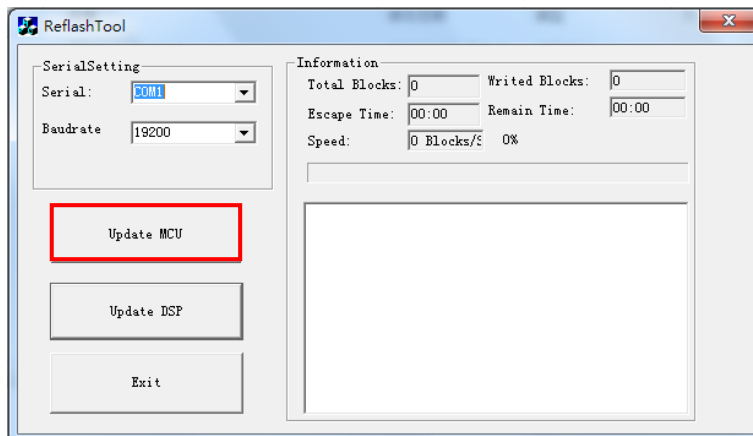 ReflashTool
SerialSetting
Serial: COM1
Baudrate 19200
Update MCU
Update DSP
Exit
Information
Total Blocks: 0 Writed Blocks: 0
Escape Time: 00:00 Remain Time: 00:00
Speed: 0 Blocks/S 0%